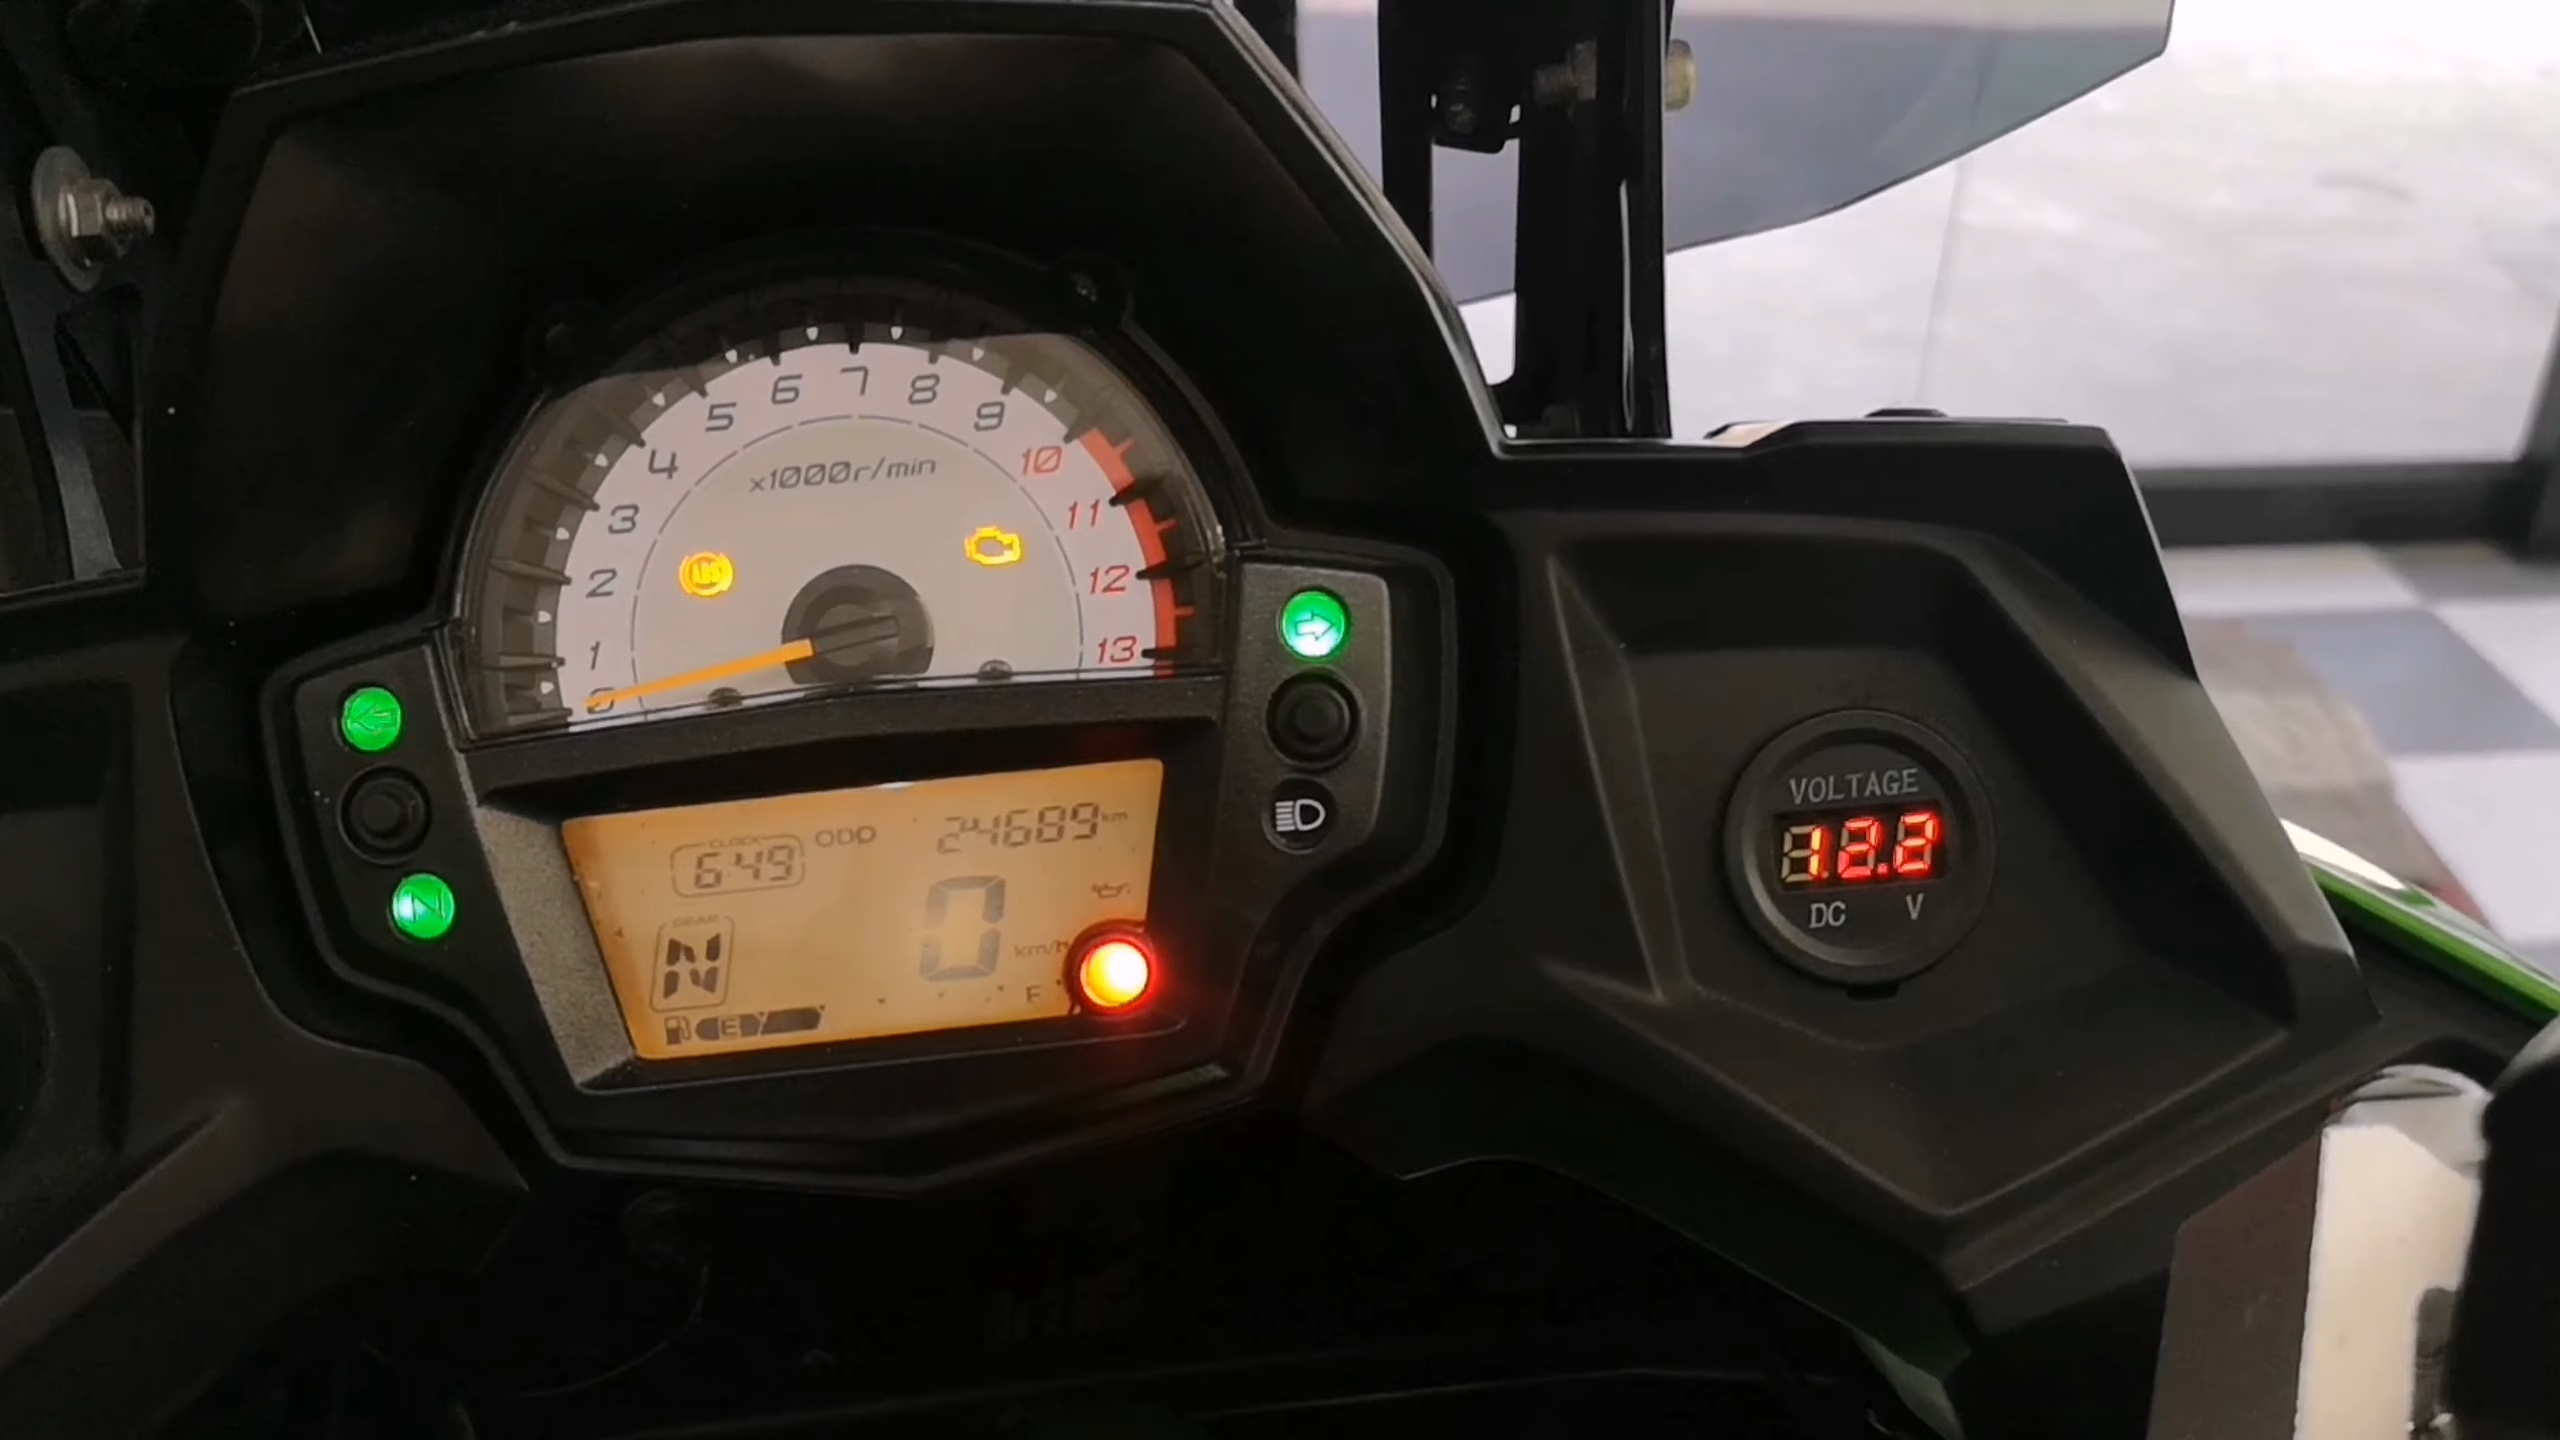 6 7 8
5 9
4 10
x1000r/min
3 11
2 12
ABS
1 13
0
VOLTAGE
12.2
DC V
CLOCK ODO 24689 km
6:49
GEAR
N
0 km/h
E F
N